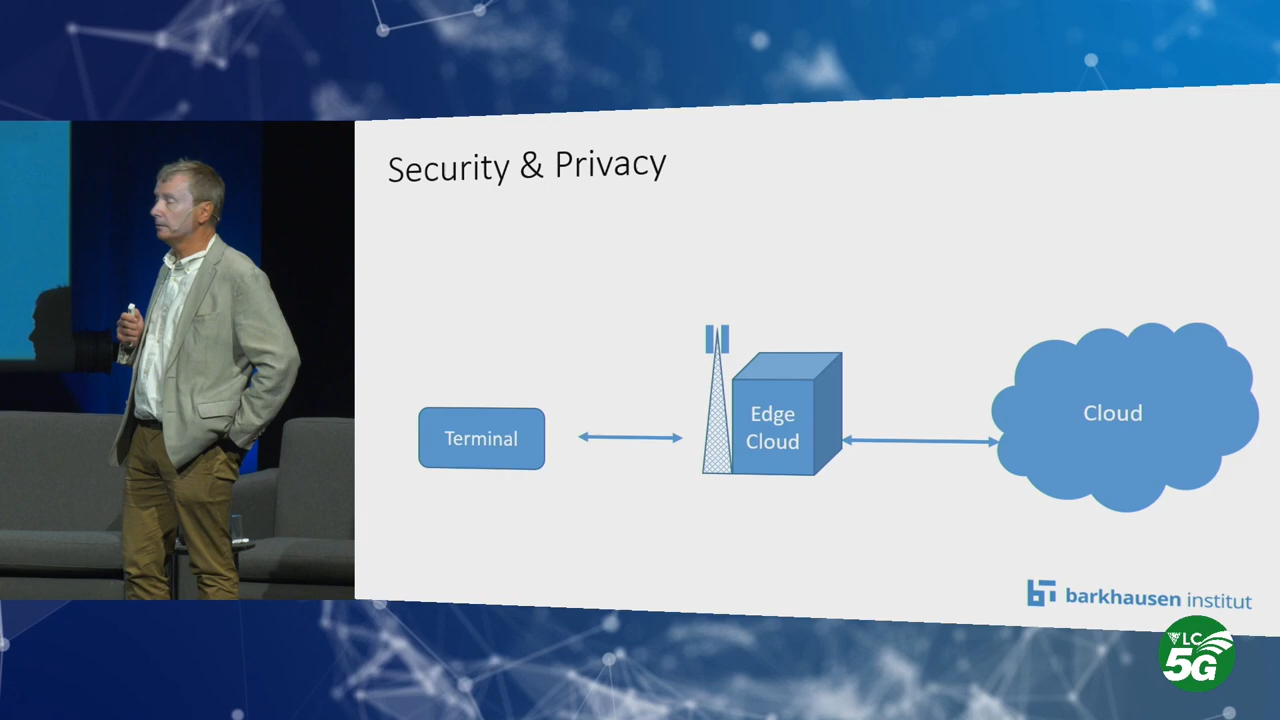 Security & Privacy
Terminal
Edge
Cloud
Cloud
barkhausen institut
VLC
5G